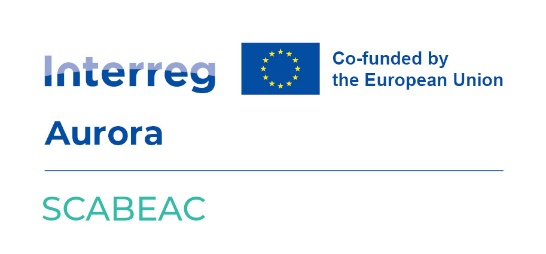 Interreg
Co-funded by
the European Union
Aurora
SCABEAC